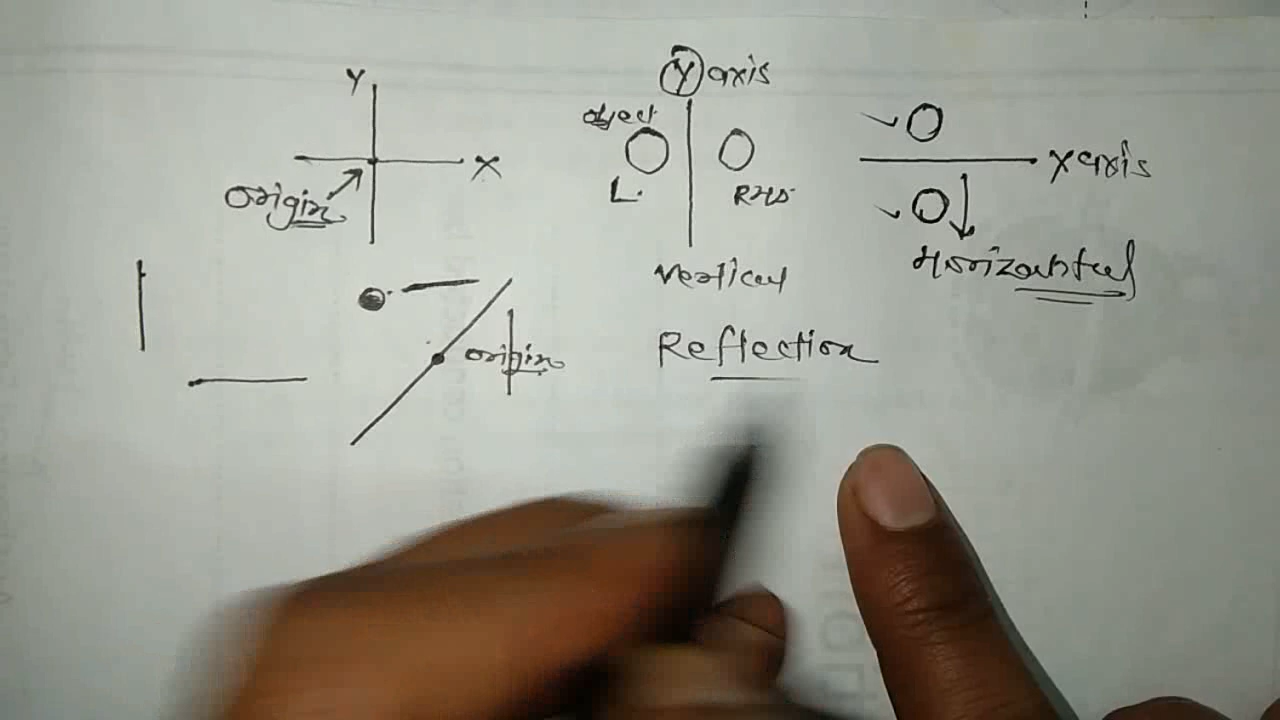 Y
X
origin
Y axis
object
L.
RHS
Vertical
X axis
Horizontal
origin
Reflection